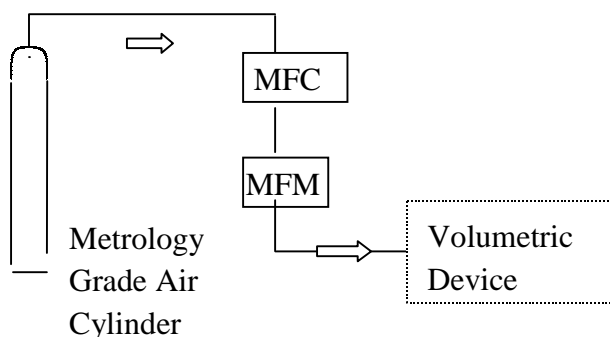 MFC
MFM
Metrology
Grade Air
Cylinder
Volumetric
Device